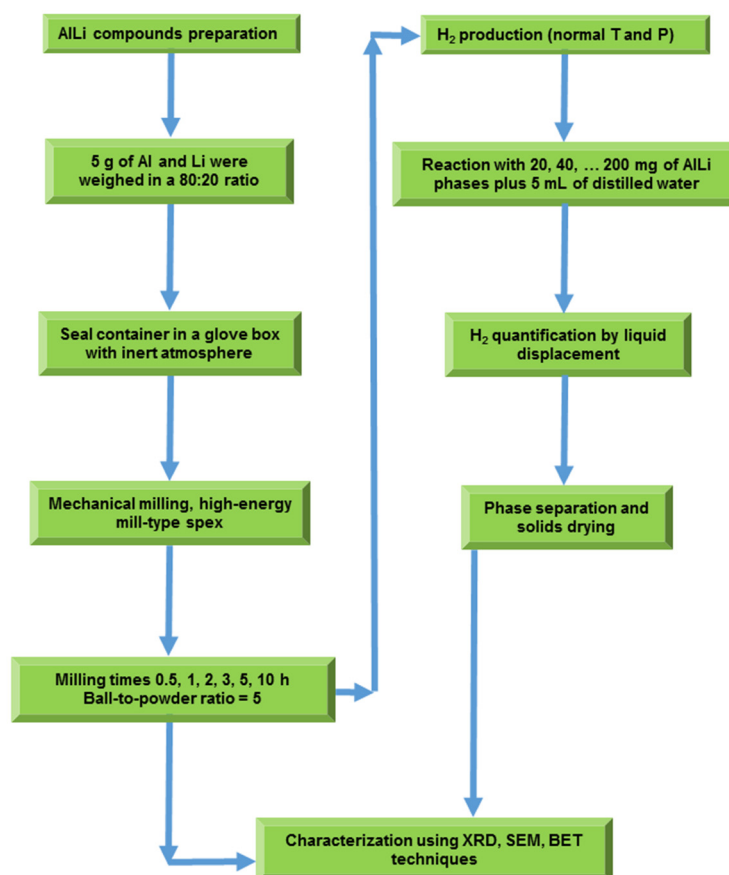 AlLi compounds preparation
5 g of Al and Li were
weighed in a 80:20 ratio
Seal container in a glove box
with inert atmosphere
Mechanical milling, high-energy
mill-type spex
Milling times 0.5, 1, 2, 3, 5, 10 h
Ball-to-powder ratio = 5
H₂ production (normal T and P)
Reaction with 20, 40, … 200 mg of AlLi
phases plus 5 mL of distilled water
H₂ quantification by liquid
displacement
Phase separation and
solids drying
Characterization using XRD, SEM, BET
techniques